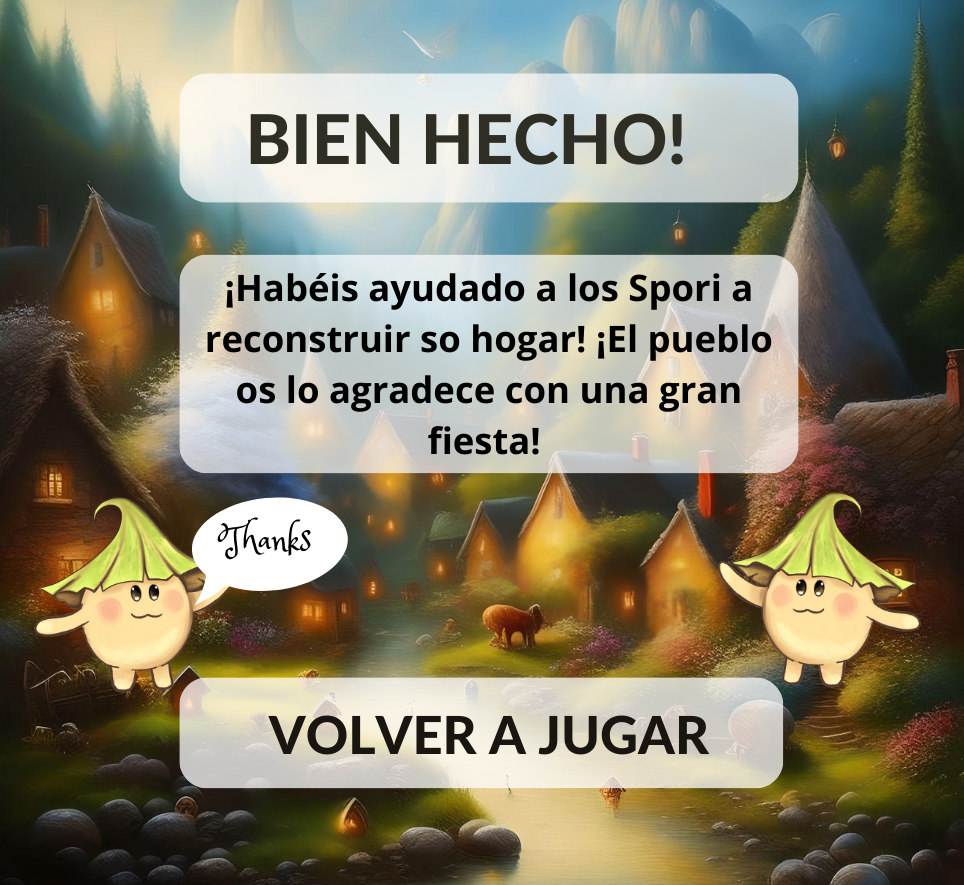 BIEN HECHO!
¡Habéis ayudado a los Spori a
reconstruir so hogar! ¡El pueblo
os lo agradece con una gran
fiesta!
Thanks
VOLVER A JUGAR